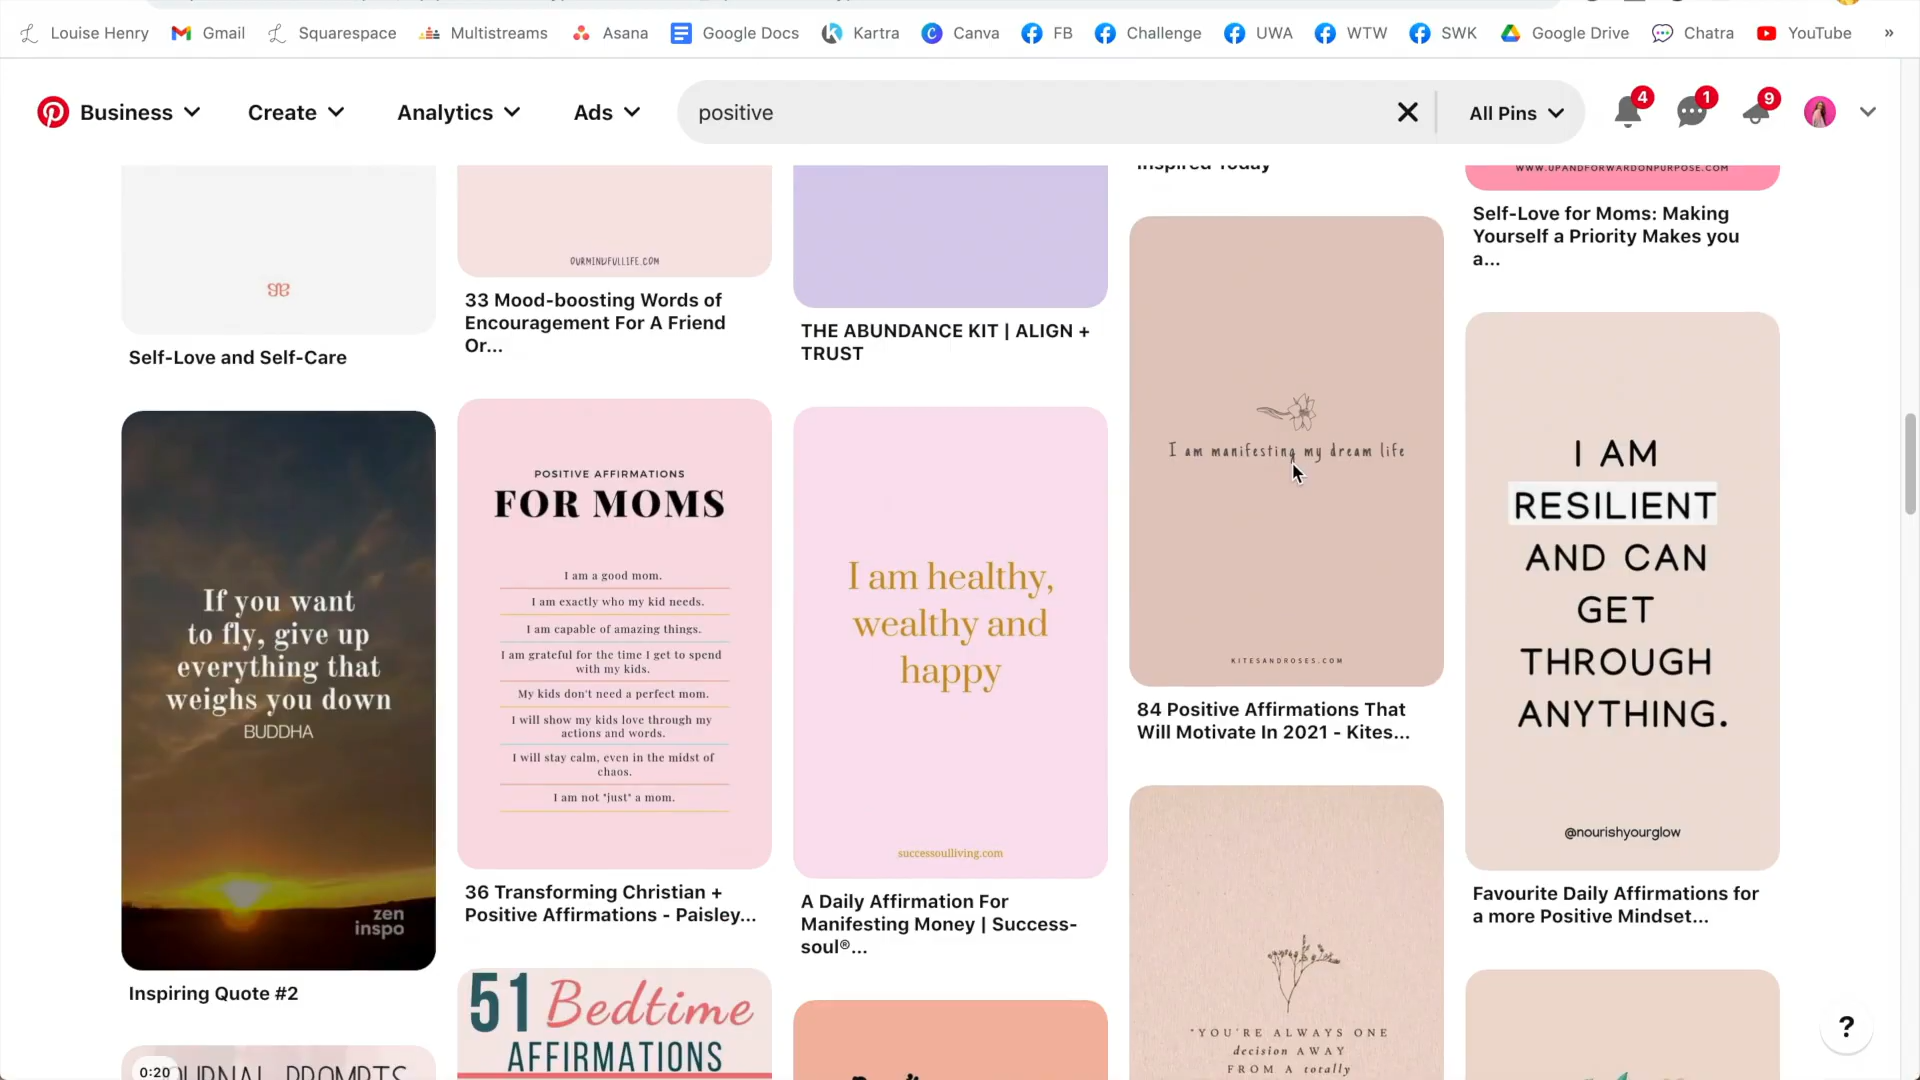 Louise Henry
Gmail
Squarespace
Multistreams
Asana
Google Docs
Kartra
Canva
FB
Challenge
UWA
WTW
SWK
Google Drive
Chatra
YouTube
»
Business
Create
Analytics
Ads
positive
All Pins
4
1
9
Self-Love and Self-Care
If you want
to fly, give up
everything that
weighs you down
BUDDHA
zen
inspo
Inspiring Quote #2
0:20
JOURNAL PROMPTS
OURMINDFULLIFE.COM
33 Mood-boosting Words of
Encouragement For A Friend
Or...
POSITIVE AFFIRMATIONS
FOR MOMS
I am a good mom.
I am exactly who my kid needs.
I am capable of amazing things.
I am grateful for the time I get to spend
with my kids.
My kids don't need a perfect mom.
I will show my kids love through my
actions and words.
I will stay calm, even in the midst of
chaos.
I am not "just" a mom.
36 Transforming Christian +
Positive Affirmations - Paisley...
51 Bedtime
AFFIRMATIONS
THE ABUNDANCE KIT | ALIGN +
TRUST
I am healthy,
wealthy and
happy
successoulliving.com
A Daily Affirmation For
Manifesting Money | Success-
soul®...
Inspired Today
I am manifesting my dream life
KITESANDROSES.COM
84 Positive Affirmations That
Will Motivate In 2021 - Kites...
"YOU'RE ALWAYS ONE
decision AWAY
FROM A totally
WWW.UPANDFORWARDONPURPOSE.COM
Self-Love for Moms: Making
Yourself a Priority Makes you
a...
I AM
RESILIENT
AND CAN
GET
THROUGH
ANYTHING.
@nourishyourglow
Favourite Daily Affirmations for
a more Positive Mindset...
?